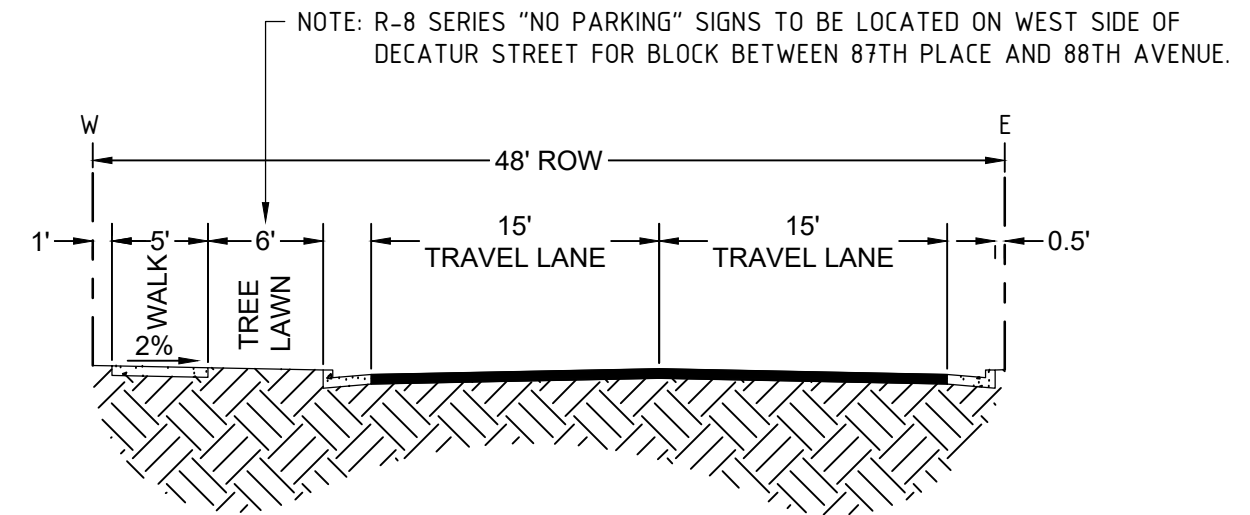 NOTE: R-8 SERIES "NO PARKING" SIGNS TO BE LOCATED ON WEST SIDE OF
DECATUR STREET FOR BLOCK BETWEEN 87TH PLACE AND 88TH AVENUE.
W
E
48' ROW
1'
5'
6'
15'
15'
0.5'
TRAVEL LANE
TRAVEL LANE
WALK
TREE
LAWN
2%